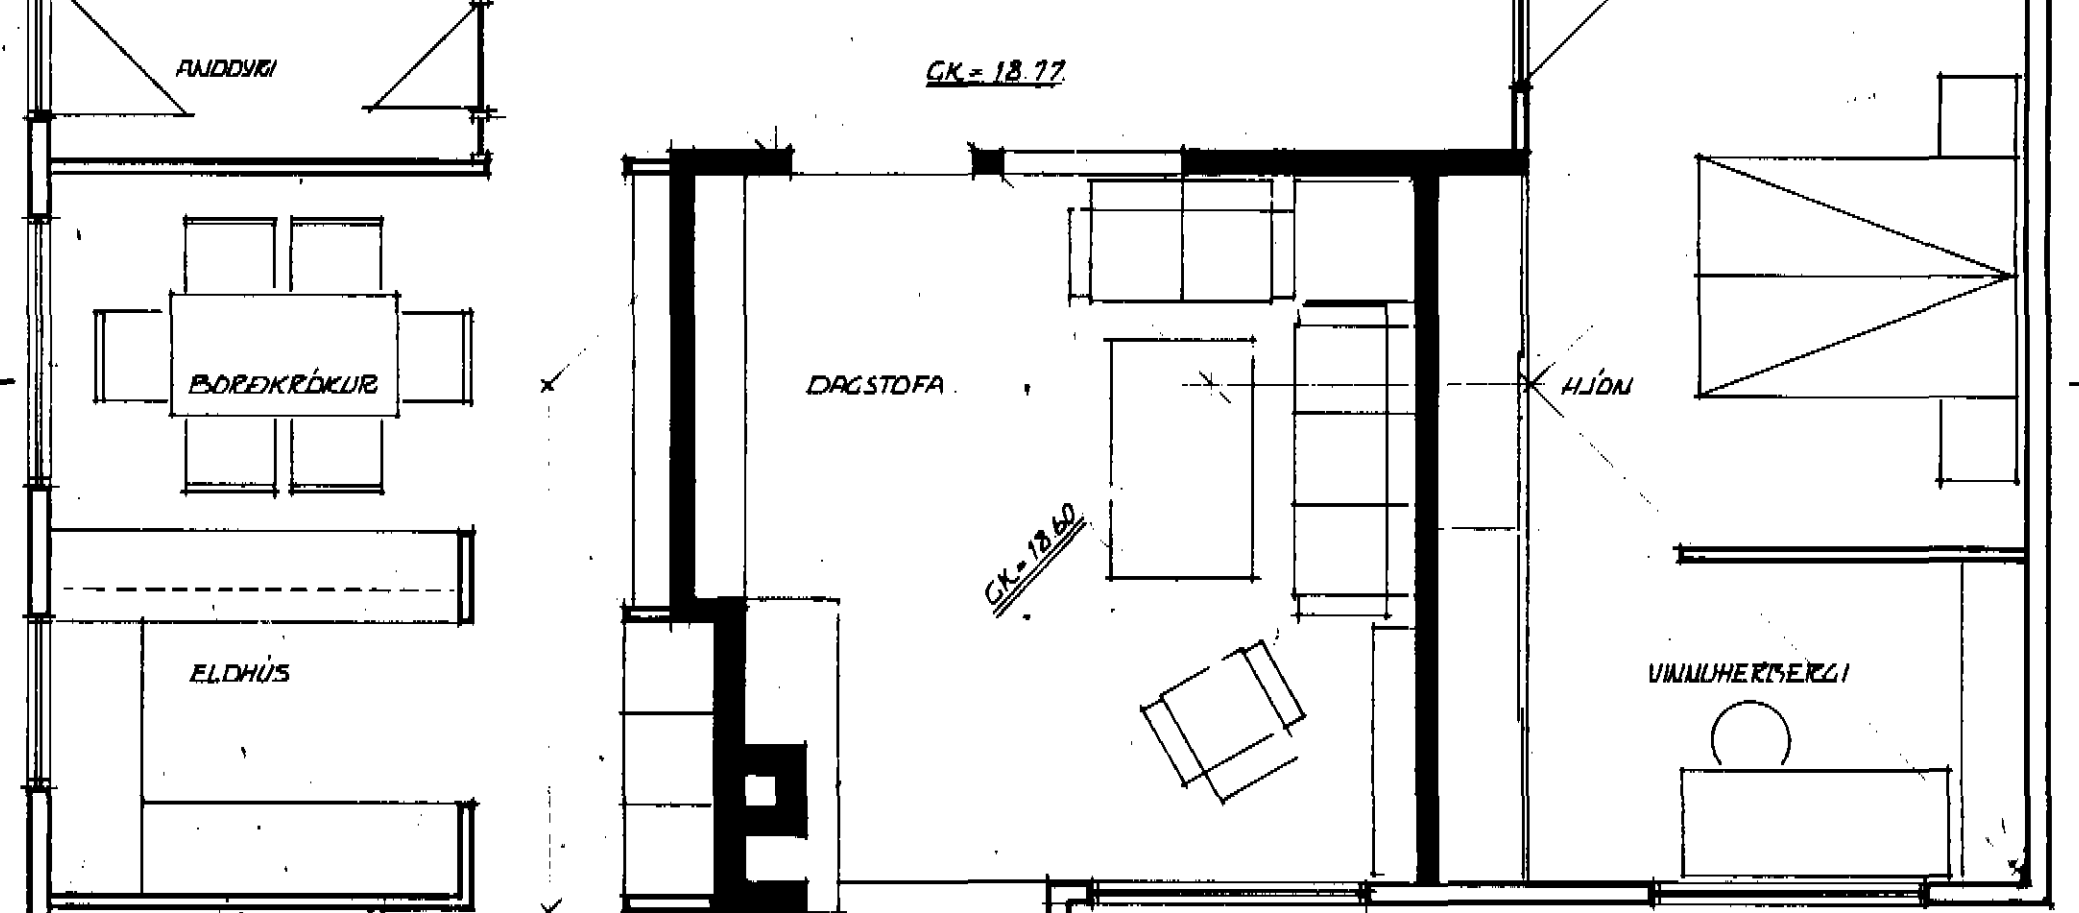 ANDDYRI
GK = 18.77
BORÐKRÓKUR
DAGSTOFA
HJÓN
GK = 18.60
ELDHÚS
VINNUHERBERGI